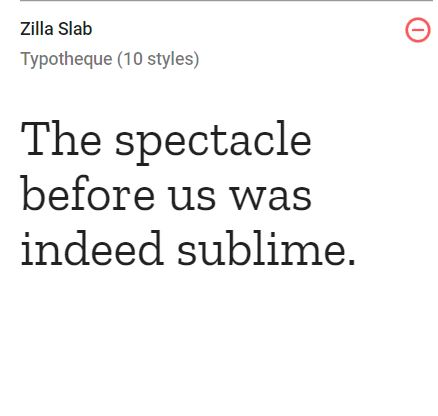 Zilla Slab
Typotheque (10 styles)
The spectacle
before us was
indeed sublime.